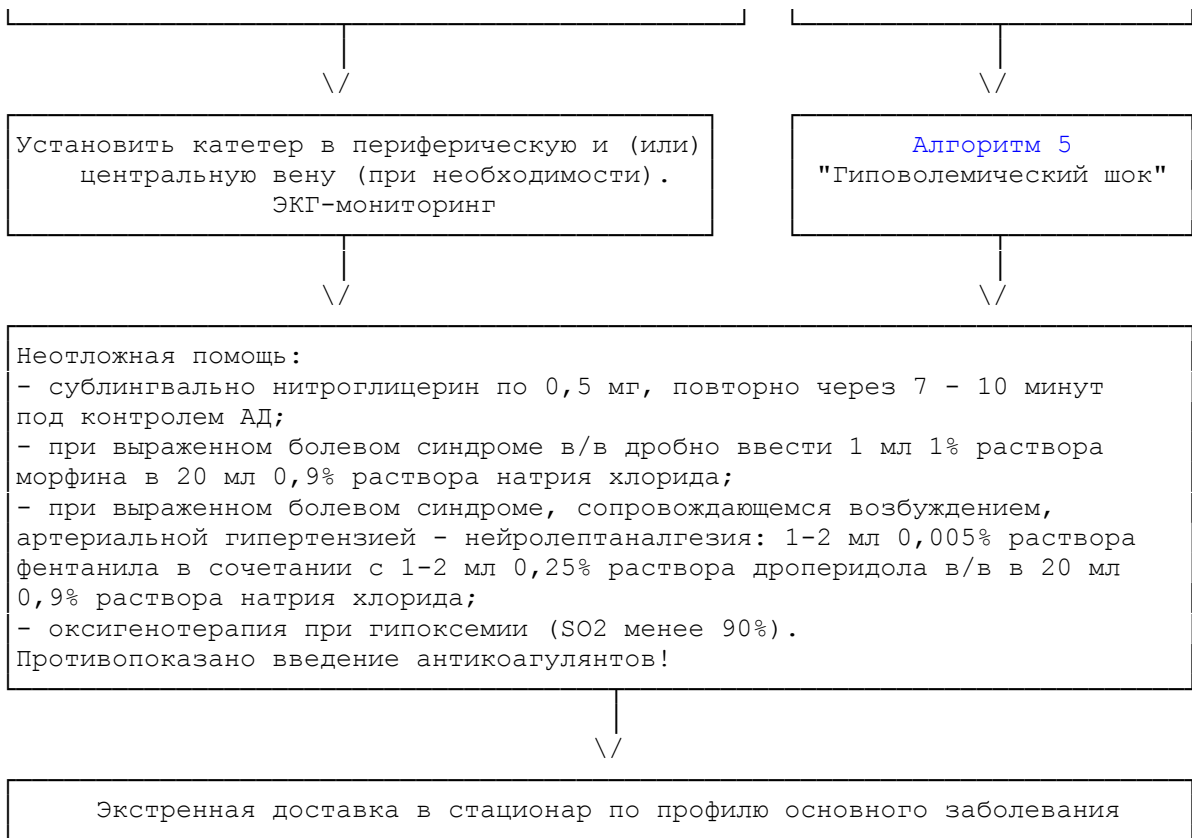 Установить катетер в периферическую и (или)
центральную вену (при необходимости).
ЭКГ-мониторинг
Алгоритм 5
"Гиповолемический шок"
Неотложная помощь:
- сублингвально нитроглицерин по 0,5 мг, повторно через 7 - 10 минут
под контролем АД;
- при выраженном болевом синдроме в/в дробно ввести 1 мл 1% раствора
морфина в 20 мл 0,9% раствора натрия хлорида;
- при выраженном болевом синдроме, сопровождающемся возбуждением,
артериальной гипертензией - нейролептаналгезия: 1-2 мл 0,005% раствора
фентанила в сочетании с 1-2 мл 0,25% раствора дроперидола в/в в 20 мл
0,9% раствора натрия хлорида;
- оксигенотерапия при гипоксемии (SO2 менее 90%).
Противопоказано введение антикоагулянтов!
Экстренная доставка в стационар по профилю основного заболевания